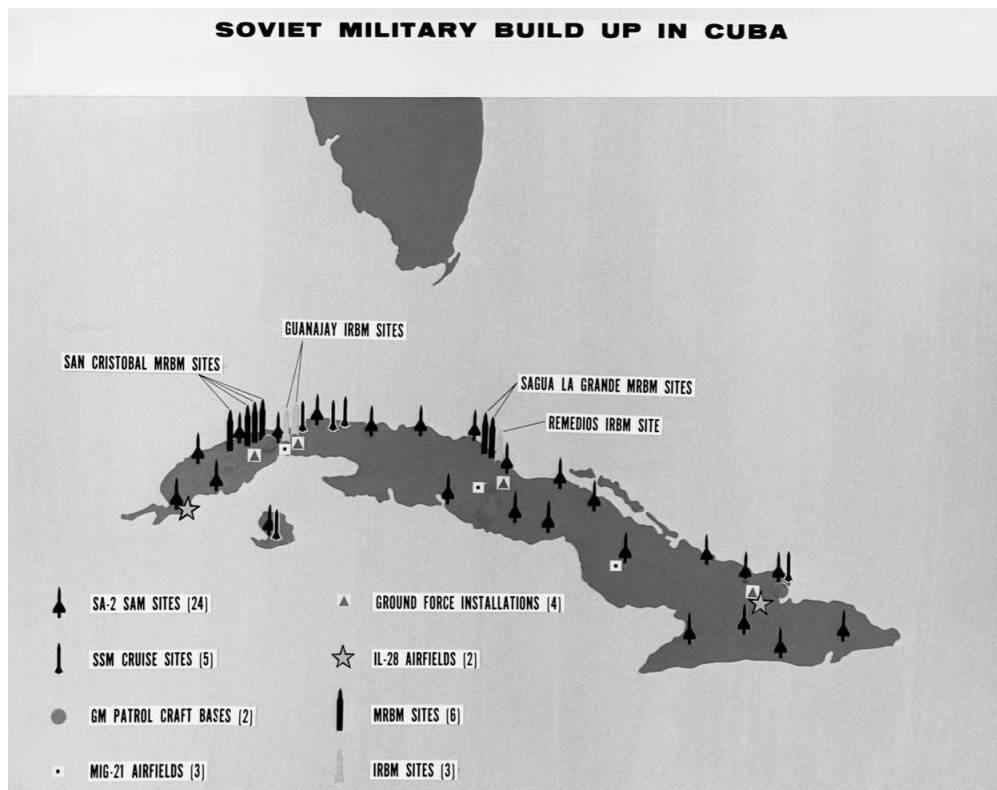 SOVIET MILITARY BUILD UP IN CUBA
GUANAJAY IRBM SITES
SAN CRISTOBAL MRBM SITES
SAGUA LA GRANDE MRBM SITES
REMEDIOS IRBM SITE
SA-2 SAM SITES (24)
SSM CRUISE SITES (5)
GM PATROL CRAFT BASES (2)
MIG-21 AIRFIELDS (3)
GROUND FORCE INSTALLATIONS (4)
IL-28 AIRFIELDS (2)
MRBM SITES (6)
IRBM SITES (3)